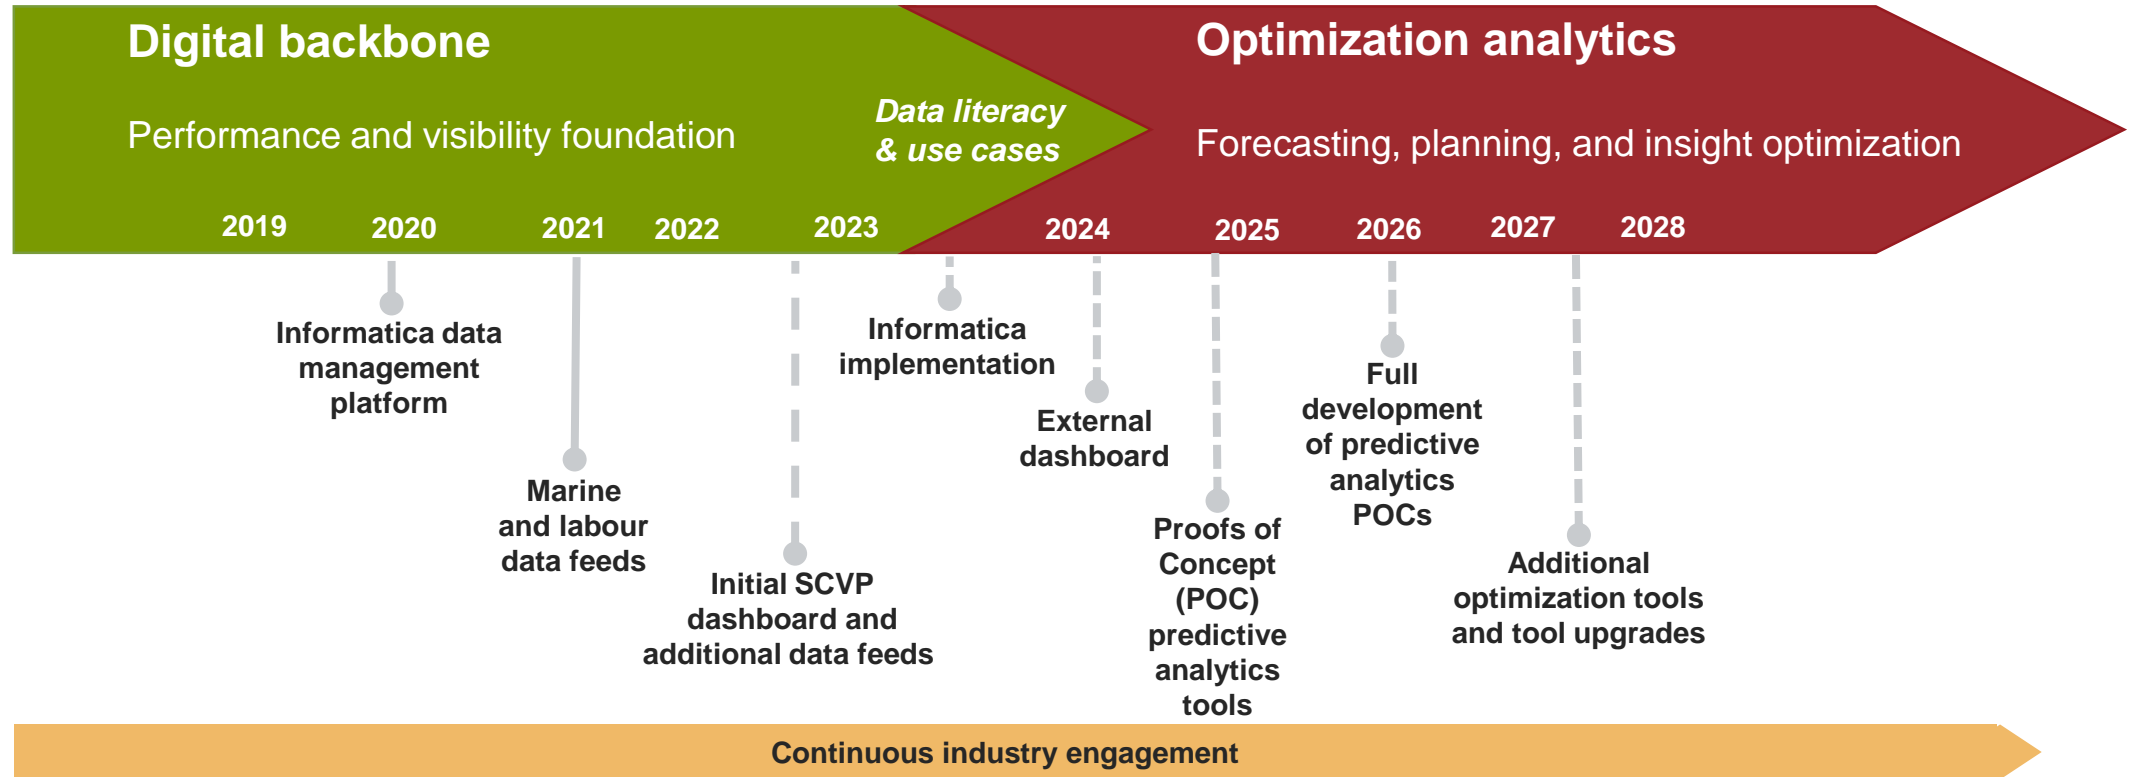 Digital backbone
Performance and visibility foundation
Data literacy
& use cases
Optimization analytics
Forecasting, planning, and insight optimization
2019
2020
2021
2022
2023
2024
2025
2026
2027
2028
Informatica data
management
platform
Marine
and labour
data feeds
Initial SCVP
dashboard and
additional data feeds
Informatica
implementation
External
dashboard
Proofs of
Concept
(POC)
predictive
analytics
tools
Full
development
of predictive
analytics
POCs
Additional
optimization tools
and tool upgrades
Continuous industry engagement